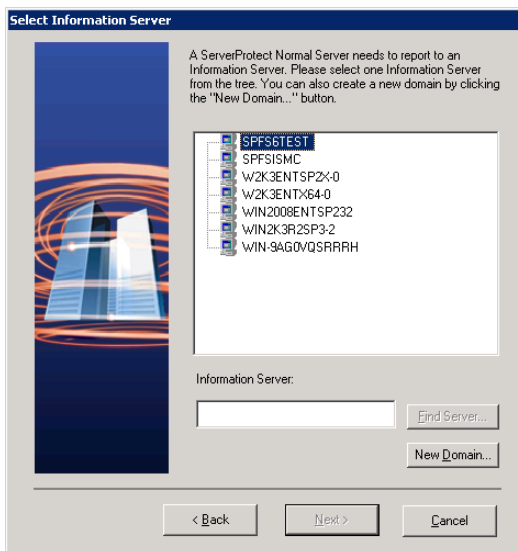 Select Information Server
A ServerProtect Normal Server needs to report to an
Information Server. Please select one Information Server
from the tree. You can also create a new domain by clicking
the "New Domain..." button.
SPFS6TEST
SPFSISMC
W2K3ENTSP2X-0
W2K3ENTX64-0
WIN2008ENTSP232
WIN2K3R2SP3-2
WIN-9AG0VQSRRRH
Information Server:
Find Server...
New Domain...
< Back
Next >
Cancel